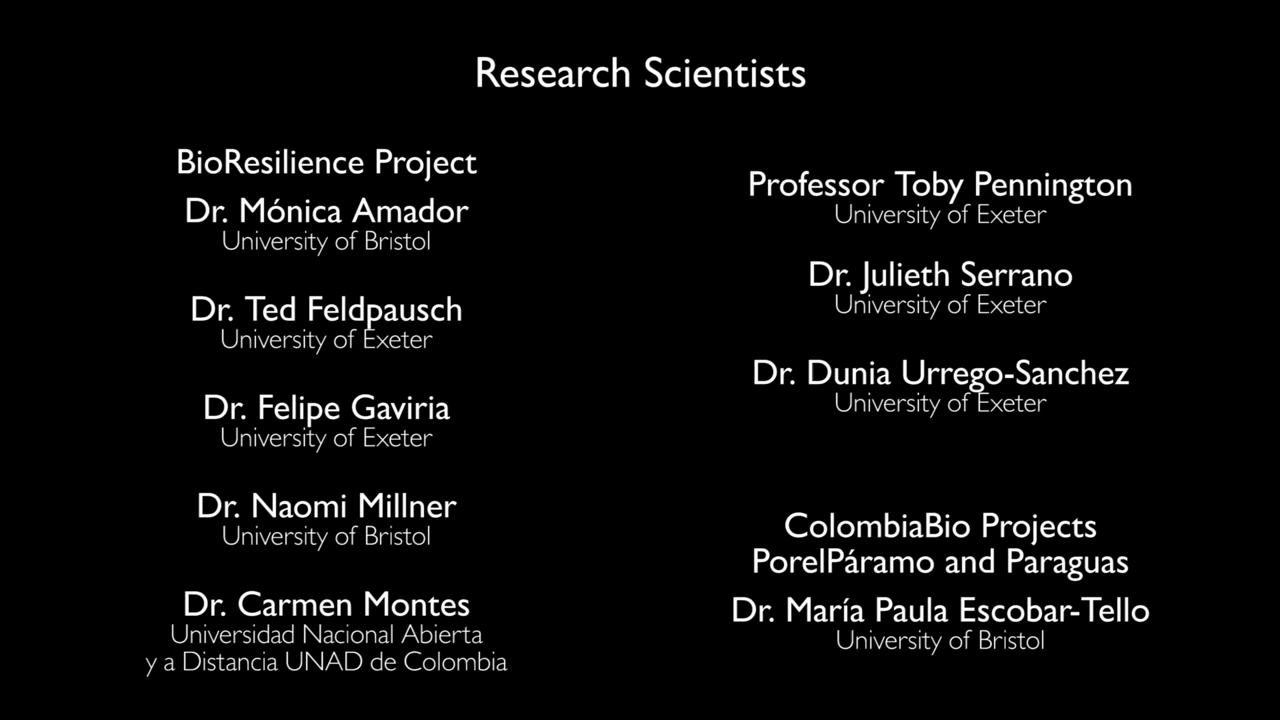 Research Scientists
BioResilience Project
Dr. Mónica Amador
University of Bristol
Dr. Ted Feldpausch
University of Exeter
Dr. Felipe Gaviria
University of Exeter
Dr. Naomi Millner
University of Bristol
Dr. Carmen Montes
Universidad Nacional Abierta
y a Distancia UNAD de Colombia
Professor Toby Pennington
University of Exeter
Dr. Julieth Serrano
University of Exeter
Dr. Dunia Urrego-Sanchez
University of Exeter
ColombiaBio Projects
PorelPáramo and Paraguas
Dr. María Paula Escobar-Tello
University of Bristol